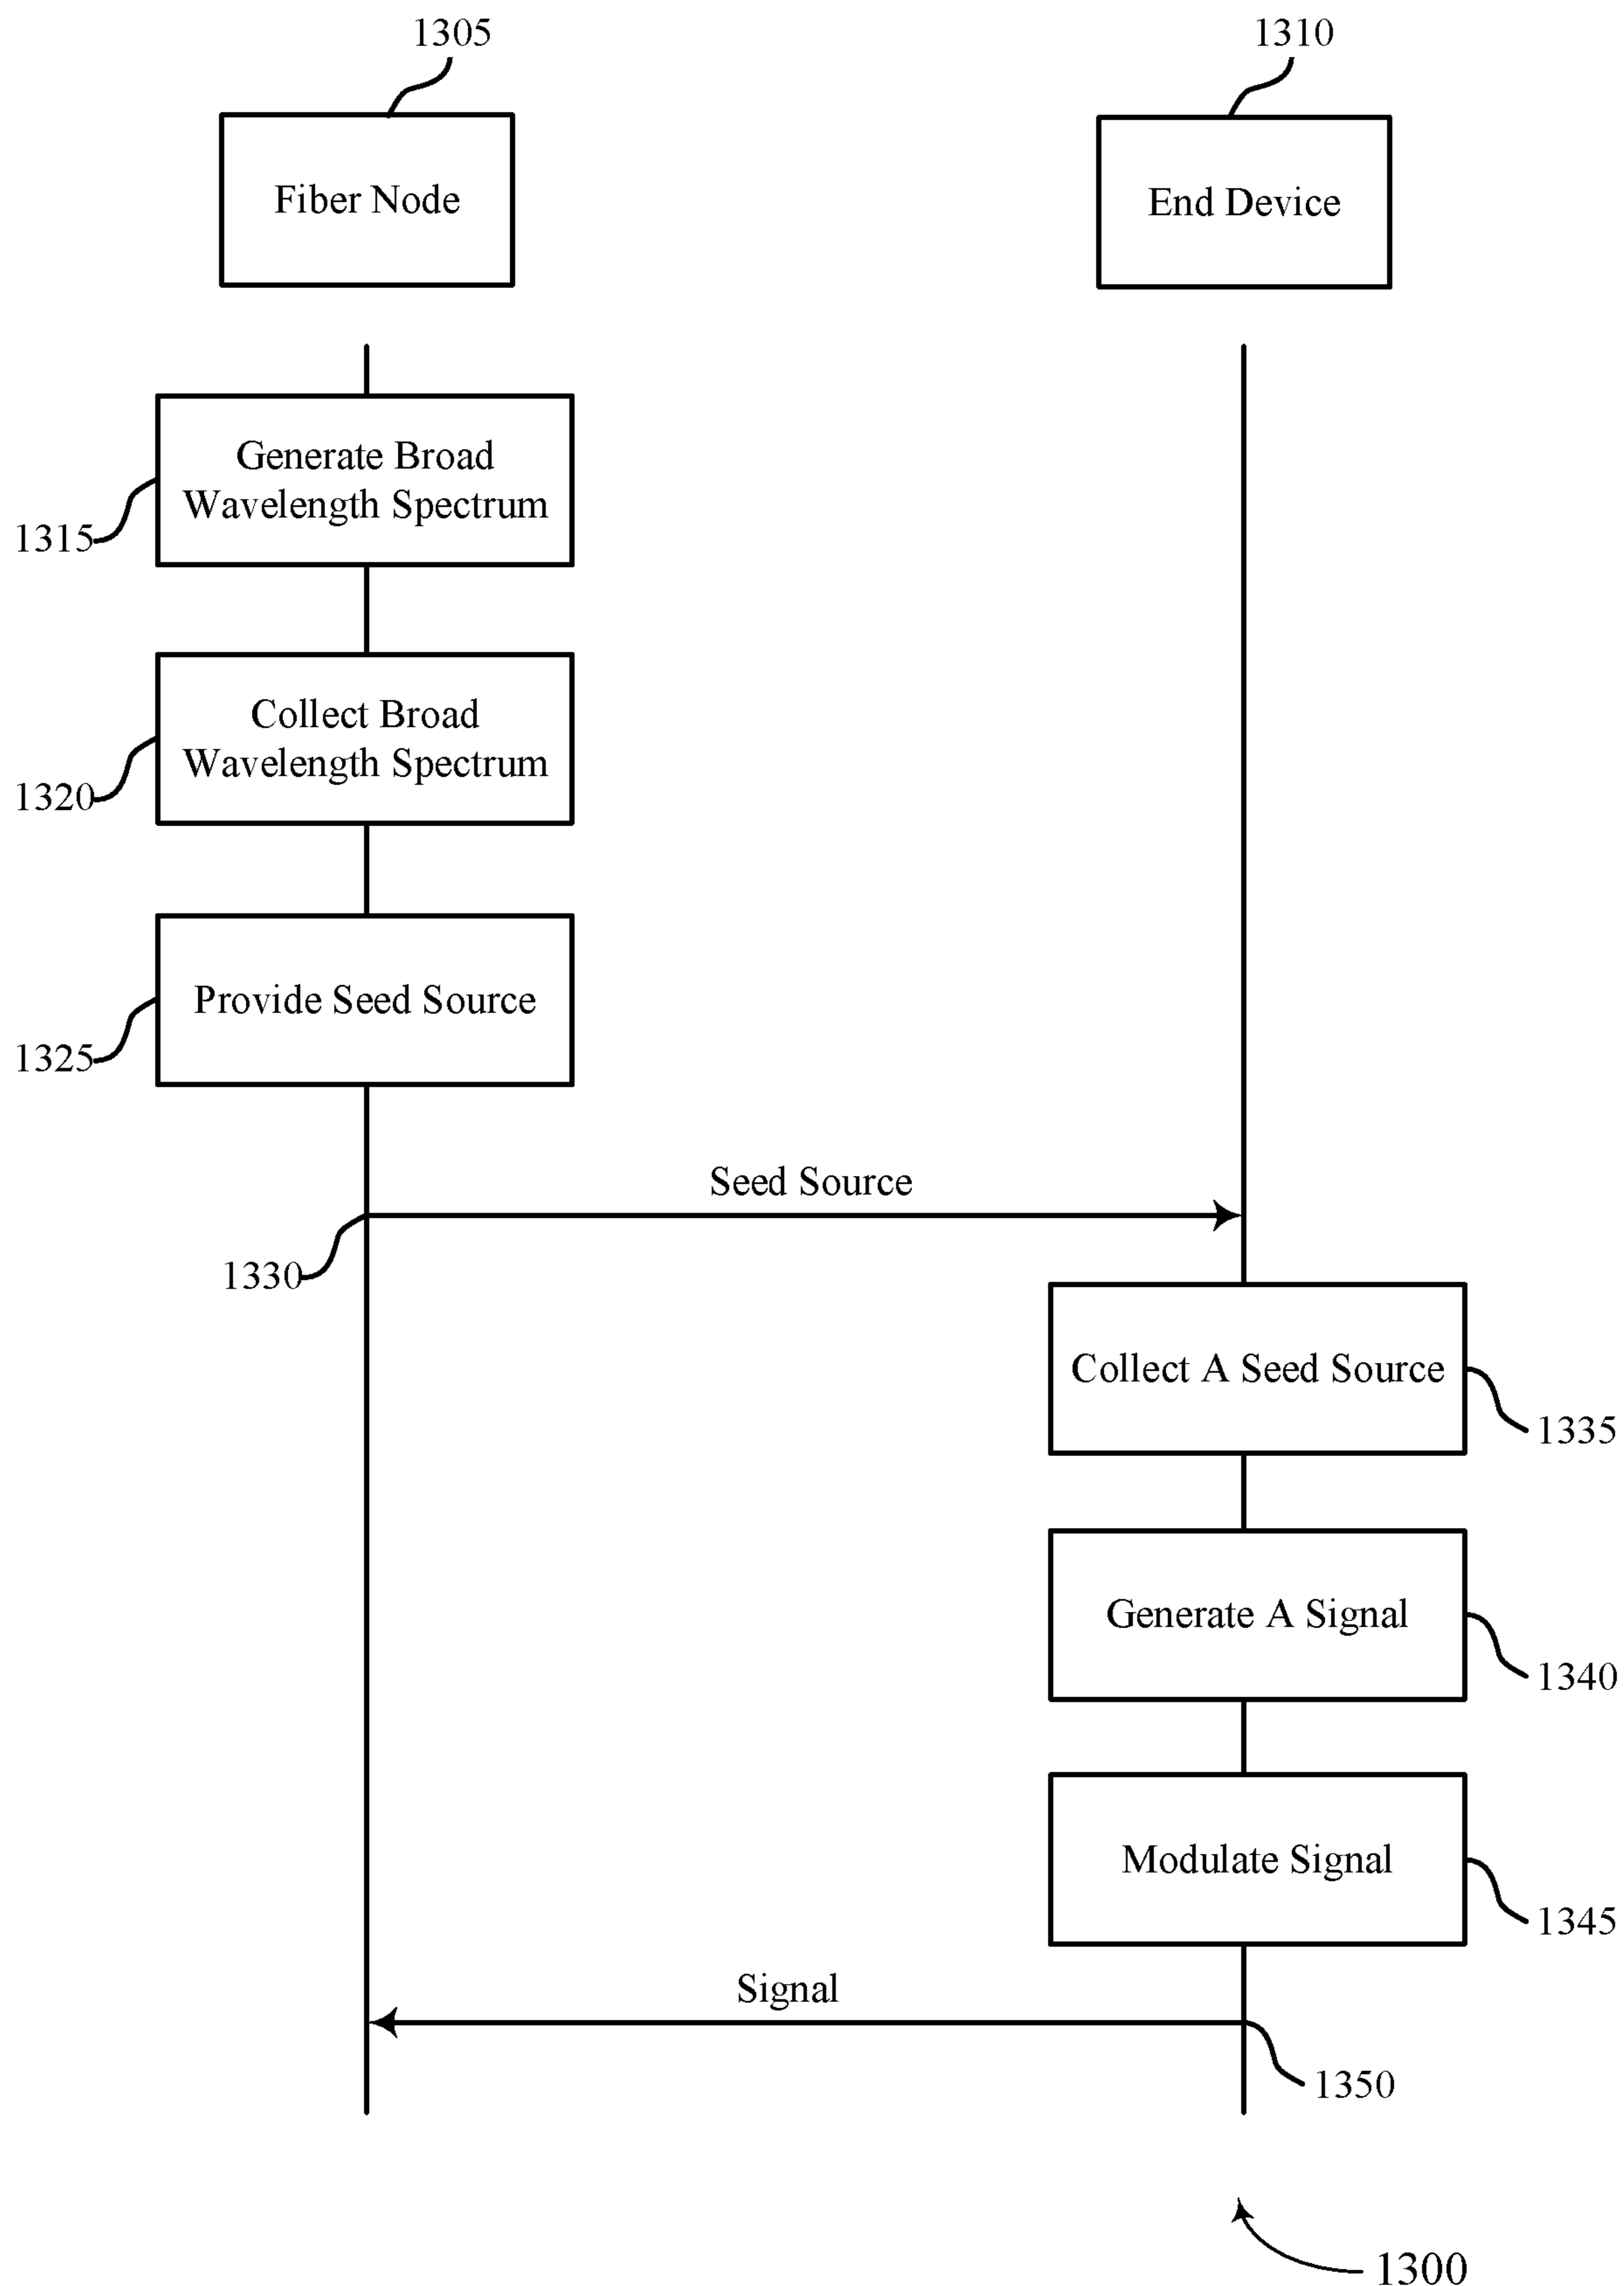 1305
1310
Fiber Node
End Device
Generate Broad
Wavelength Spectrum
1315
Collect Broad
Wavelength Spectrum
1320
Provide Seed Source
1325
Seed Source
1330
Collect A Seed Source
1335
Generate A Signal
1340
Modulate Signal
1345
Signal
1350
1300